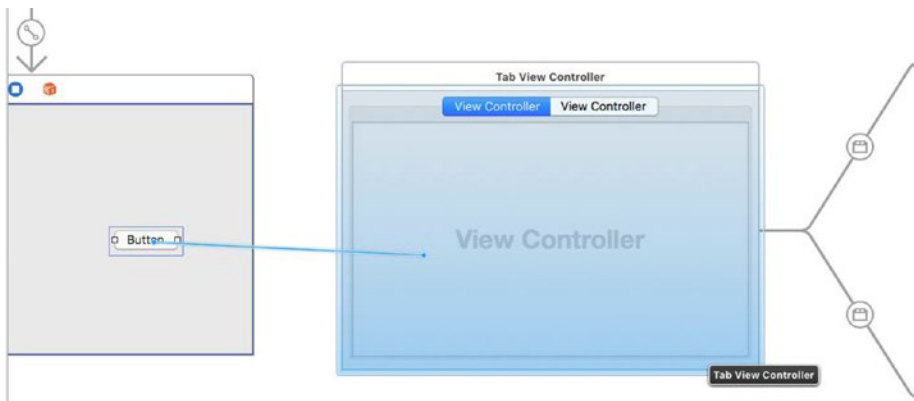 Tab View Controller
View Controller View Controller
Button
View Controller
Tab View Controller